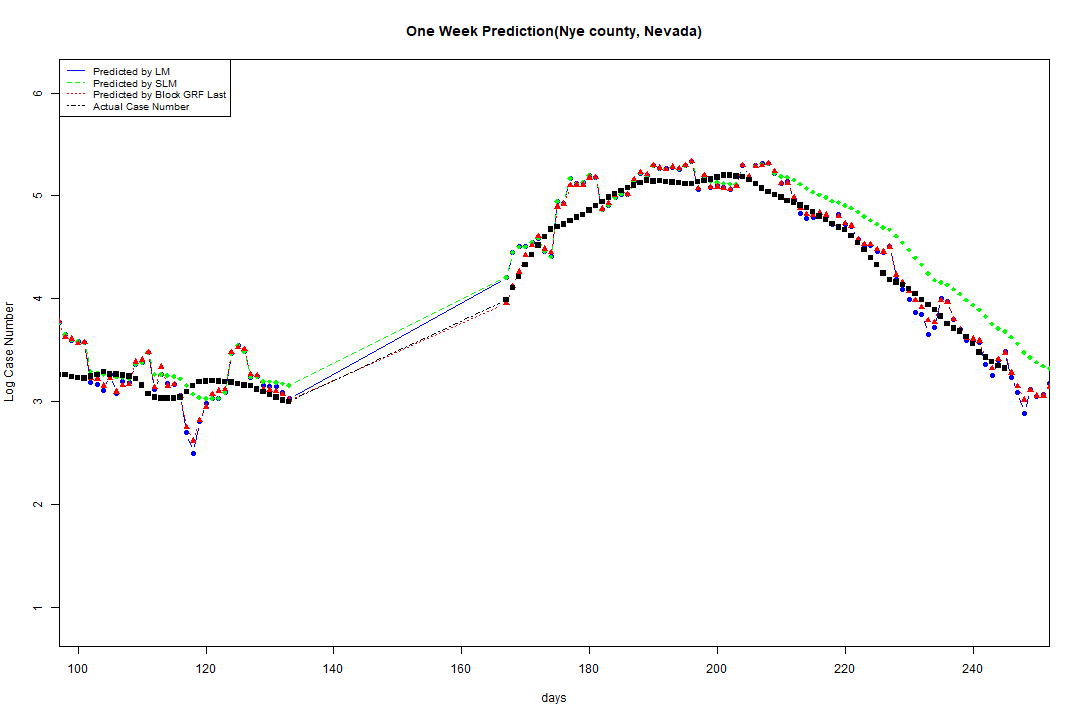 One Week Prediction(Nye county, Nevada)
Predicted by LM
Predicted by SLM
Predicted by Block GRF Last
Actual Case Number
6
5
4
3
2
1
Log Case Number
100 120 140 160 180 200 220 240
days